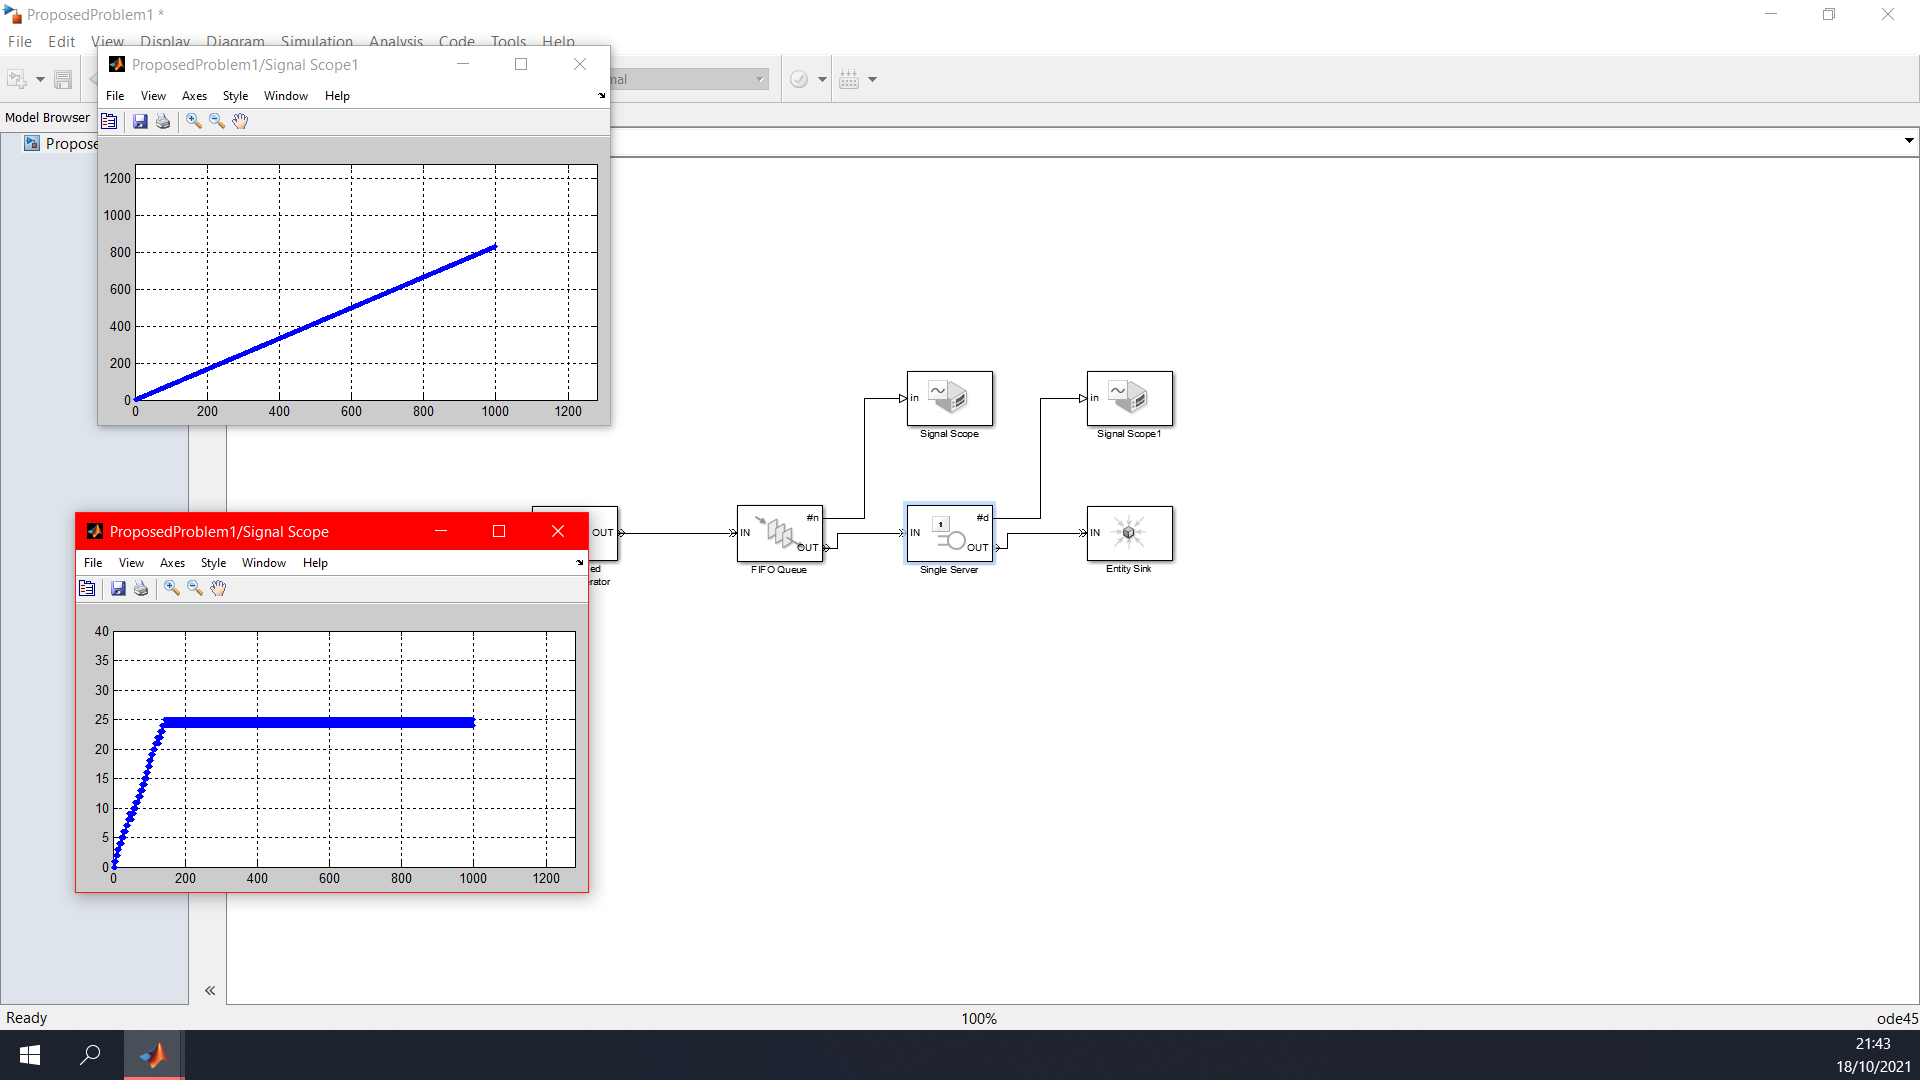 ProposedProblem1 *
File Edit View Display Diagram Simulation Analysis Code Tools Help
Model Browser
ProposedProblem1/Signal Scope1
File View Axes Style Window Help
1200
1000
800
600
400
200
0
0 200 400 600 800 1000 1200
in
Signal Scope
in
Signal Scope1
OUT
IN
#n
OUT
FIFO Queue
IN
1
#d
OUT
Single Server
IN
Entity Sink
ProposedProblem1/Signal Scope
File View Axes Style Window Help
40
35
30
25
20
15
10
5
0
0 200 400 600 800 1000 1200
«
Ready
100%
ode45
21:43
18/10/2021